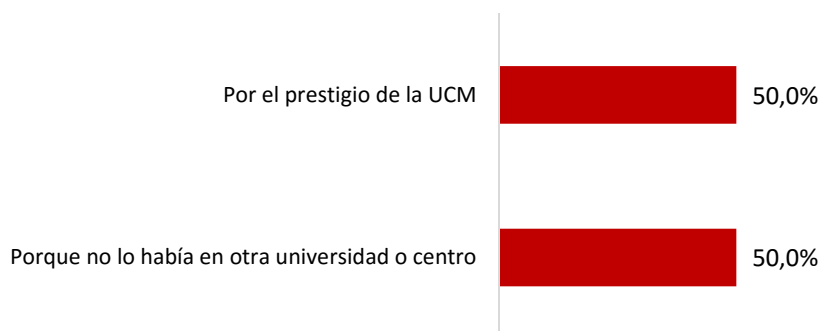 Por el prestigio de la UCM 50,0%
Porque no lo había en otra universidad o centro 50,0%